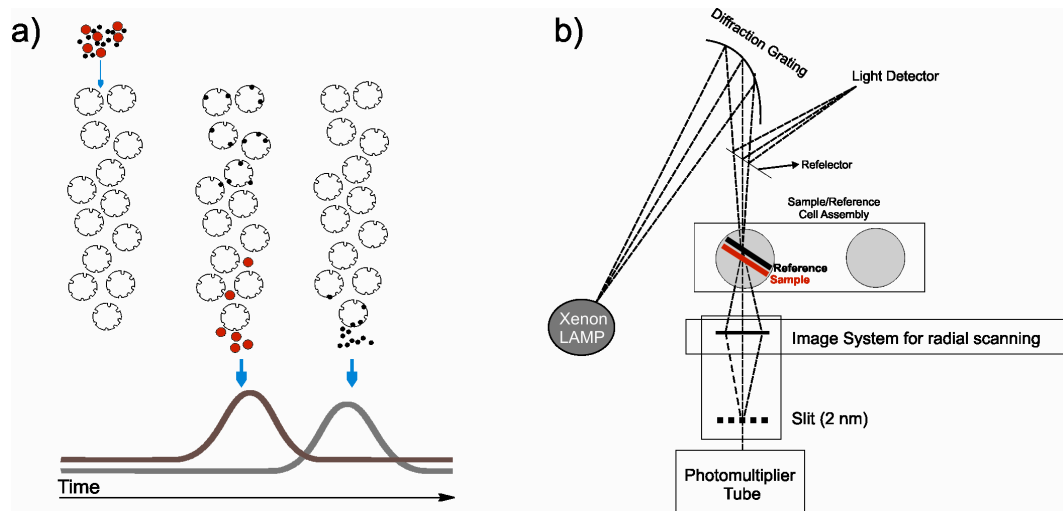 a)
Time
b)
Diffraction Grating
Light Detector
Refelector
Sample/Reference
Cell Assembly
Reference
Sample
Xenon
LAMP
Image System for radial scanning
Slit (2 nm)
Photomultiplier
Tube